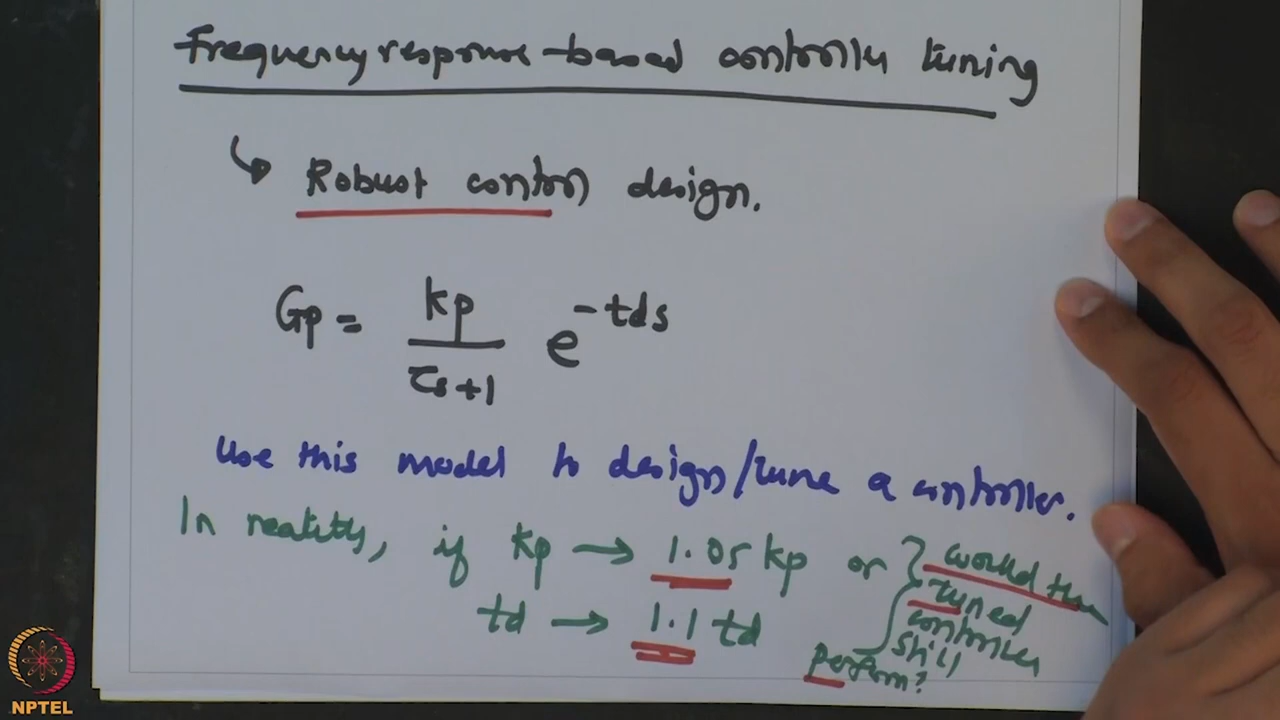 Frequency response-based controller tuning
↳ Robust control design.
Gp = kp / τs+1 e^-tds
Use this model to design/tune a controller.
In reality, if kp → 1.05 kp or } would the
td → 1.1 td tuned
controller
still
perform?
NPTEL